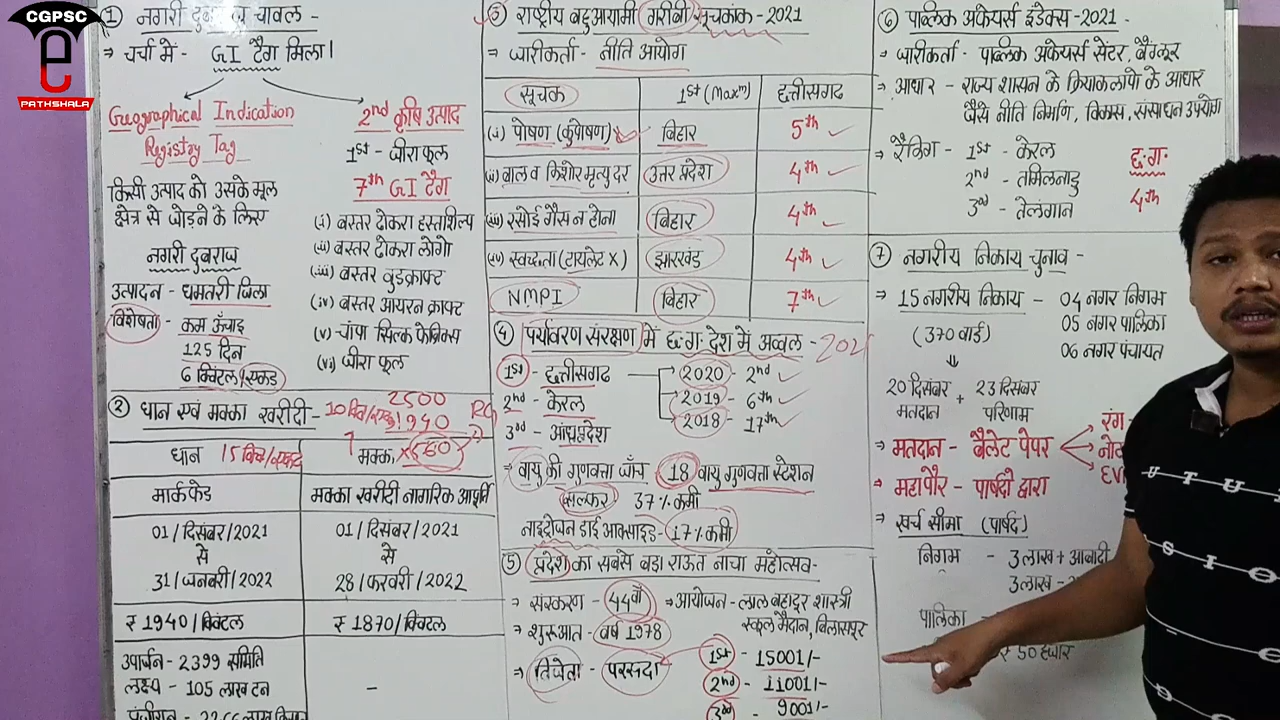 CGPSC
PATHSHALA
① नगरी दुबराज चावल -
⇒ चर्चा में - GI टैग मिला।
Geographical Indication
Registry Tag
किसी उत्पाद को उसके मूल
क्षेत्र से जोड़ने के लिए
नगरी दुबराज
उत्पादन - धमतरी जिला
विशेषता - कम ऊँचाई
125 दिन
6 क्विंटल/एकड़
2nd कृषि उत्पाद
1st - जीरा फूल
7th GI टैग
(i) बस्तर ढोकरा हस्तशिल्प
(ii) बस्तर ढोकरा लोगो
(iii) बस्तर वुडक्राफ्ट
(iv) बस्तर आयरन क्राफ्ट
(v) चांपा सिल्क फेब्रिक्स
(vi) जीरा फूल
② धान एवं मक्का खरीदी -
2500
1940
560
धान 15 क्विं/एकड़
मक्का
मार्कफेड
मक्का खरीदी नागरिक आपूर्ति
01/दिसंबर/2021
से
31/जनवरी/2022
01/दिसंबर/2021
से
28/फरवरी/2022
₹1940/क्विंटल
₹1870/क्विंटल
उपार्जन - 2399 समिति
लक्ष्य - 105 लाख टन
-
③ राष्ट्रीय बहुआयामी गरीबी सूचकांक - 2021
⇒ जारीकर्ता - नीति आयोग
सूचक 1st (Maxm) छत्तीसगढ़
(i) पोषण (कुपोषण) बिहार 5th
(ii) बाल व किशोर मृत्यु दर उत्तर प्रदेश 4th
(iii) रसोई गैस न होना बिहार 4th
(iv) स्वच्छता (टायलेट X) झारखंड 4th
NMPI बिहार 7th
④ पर्यावरण संरक्षण में छ.ग. देश में अव्वल - 2021
1st - छत्तीसगढ़
2nd - केरल
3rd - आंध्रप्रदेश
2020 - 2nd
2019 - 6th
2018 - 17th
⇒ वायु की गुणवत्ता जाँच 18 वायु गुणवत्ता स्टेशन
सल्फर 37% कमी
नाइट्रोजन डाई आक्साइड - 17% कमी
⑤ प्रदेश का सबसे बड़ा राऊत नाचा महोत्सव -
⇒ संस्करण - 44वाँ
⇒ आयोजन - लाल बहादुर शास्त्री
स्कूल मैदान, बिलासपुर
⇒ शुरूआत - वर्ष 1978
⇒ विजेता - परसदा
1st - 15001/-
2nd - 11001/-
3rd - 9001/-
⑥ पब्लिक अफेयर्स इंडेक्स - 2021 -
⇒ जारीकर्ता - पब्लिक अफेयर्स सेंटर, बैंगलूर
⇒ आधार - राज्य शासन के क्रियाकलापों के आधार
जैसे नीति निर्माण, विकास, संसाधन उपयोग
⇒ रैंकिंग - 1st - केरल
2nd - तमिलनाडु
3rd - तेलंगाना
छ.ग.
4th
⑦ नगरीय निकाय चुनाव -
⇒ 15 नगरीय निकाय - 04 नगर निगम
(370 वार्ड) 05 नगर पालिका
06 नगर पंचायत
20 दिसंबर + 23 दिसंबर
मतदान परिणाम
⇒ मतदान - बैलेट पेपर
रंग -
⇒ महापौर - पार्षदों द्वारा
⇒ खर्च सीमा (पार्षद)
निगम - 3 लाख + आबादी
3 लाख -
पालिका
₹ 50 हजार